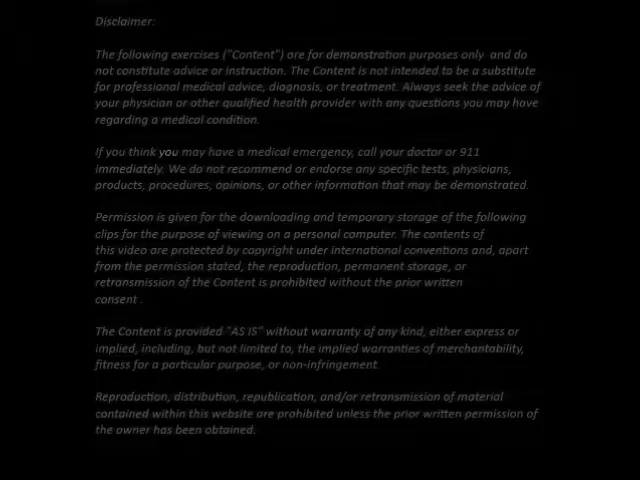 Disclaimer:
The following exercises ("Content") are for demonstration purposes only  and do
not constitute advice or instruction. The Content is not intended to be a substitute
for professional medical advice, diagnosis, or treatment. Always seek the advice of
your physician or other qualified health provider with any questions you may have
regarding a medical condition.
If you think you may have a medical emergency, call your doctor or 911
immediately. We do not recommend or endorse any specific tests, physicians,
products, procedures, opinions, or other information that may be demonstrated.
Permission is given for the downloading and temporary storage of the following
clips for the purpose of viewing on a personal computer. The contents of
this video are protected by copyright under international conventions and, apart
from the permission stated, the reproduction, permanent storage, or
retransmission of the Content is prohibited without the prior written
consent .
The Content is provided "AS IS" without warranty of any kind, either express or
implied, including, but not limited to, the implied warranties of merchantability,
fitness for a particular purpose, or non-infringement.
Reproduction, distribution, republication, and/or retransmission of material
contained within this website are prohibited unless the prior written permission of
the owner has been obtained.